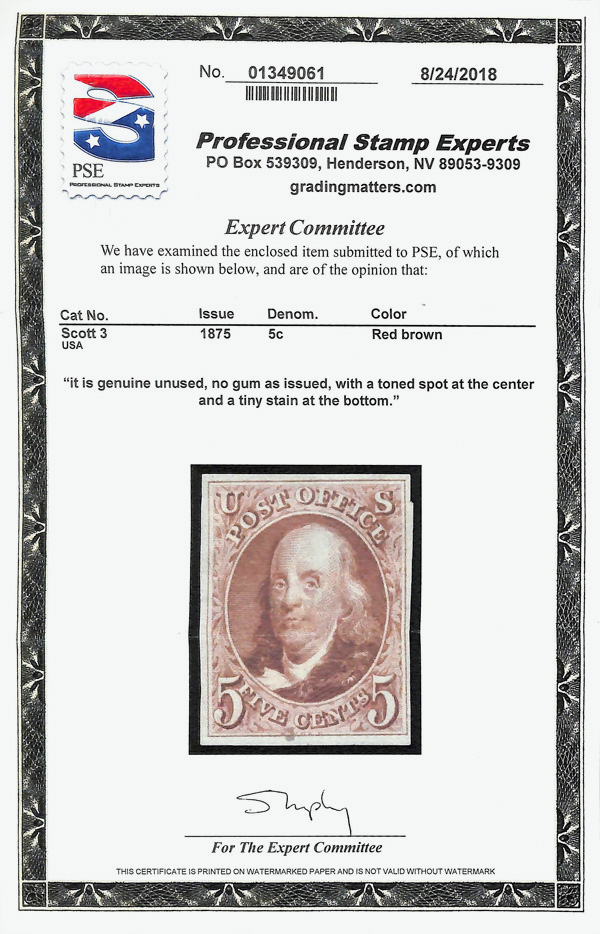 No. 01349061 8/24/2018
PSE
PROFESSIONAL STAMP EXPERTS
Professional Stamp Experts
PO Box 539309, Henderson, NV 89053-9309
gradingmatters.com
Expert Committee
We have examined the enclosed item submitted to PSE, of which
an image is shown below, and are of the opinion that:
Cat No. Issue Denom. Color
Scott 3 1875 5c Red brown
USA
“it is genuine unused, no gum as issued, with a toned spot at the center
and a tiny stain at the bottom.”
U S
POST OFFICE
5 FIVE CENTS 5
For The Expert Committee
THIS CERTIFICATE IS PRINTED ON WATERMARKED PAPER AND IS NOT VALID WITHOUT WATERMARK